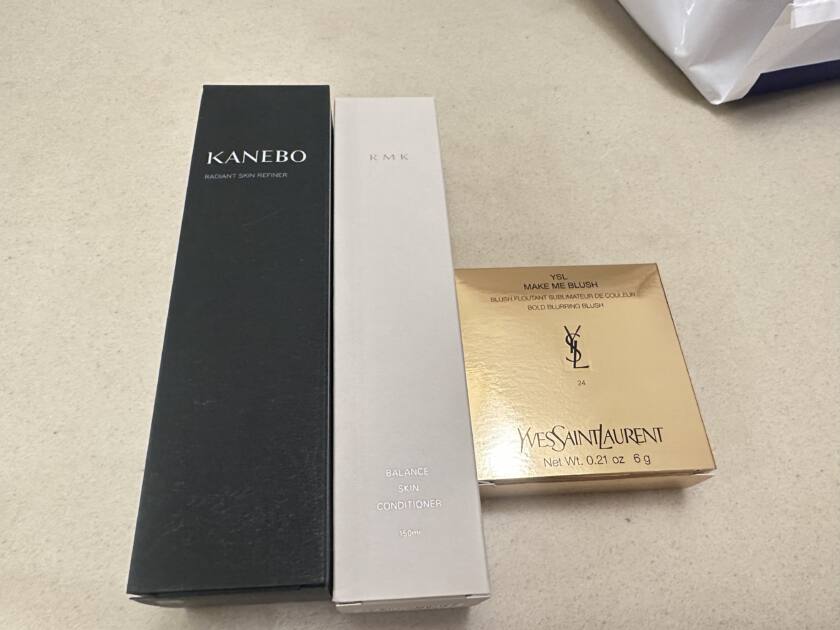 KANEBO
RADIANT SKIN REFINER
RMK
BALANCE
SKIN
CONDITIONER
150ml
YSL
MAKE ME BLUSH
BLUSH FLOUTANT SUBLIMATEUR DE COULEUR
BOLD BLURRING BLUSH
YSL
24
YVESSAINTLAURENT
Net Wt. 0.21 oz 6 g